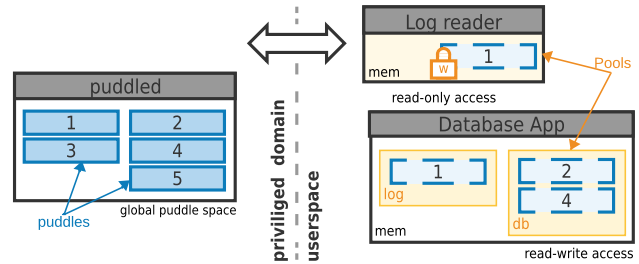 puddled
1
2
3
4
5
puddles
global puddle space
priviliged domain
userspace
Log reader
1
w
mem
read-only access
Pools
Database App
1
log
2
4
db
mem
read-write access